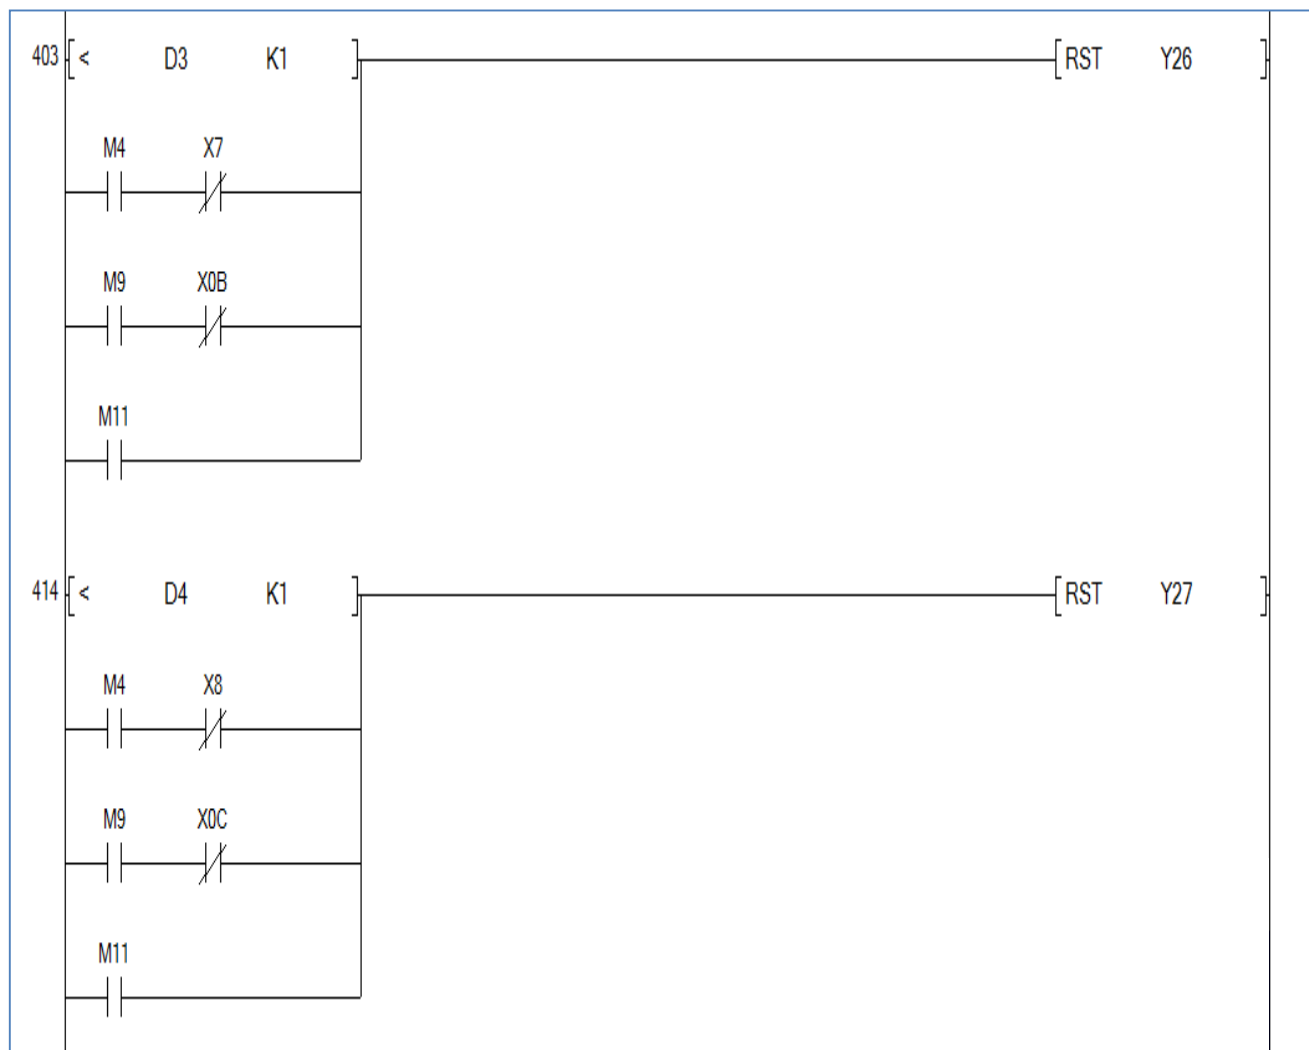 403 [< D3 K1 ] [RST Y26 ]
M4 X7
M9 X0B
M11
414 [< D4 K1 ] [RST Y27 ]
M4 X8
M9 X0C
M11